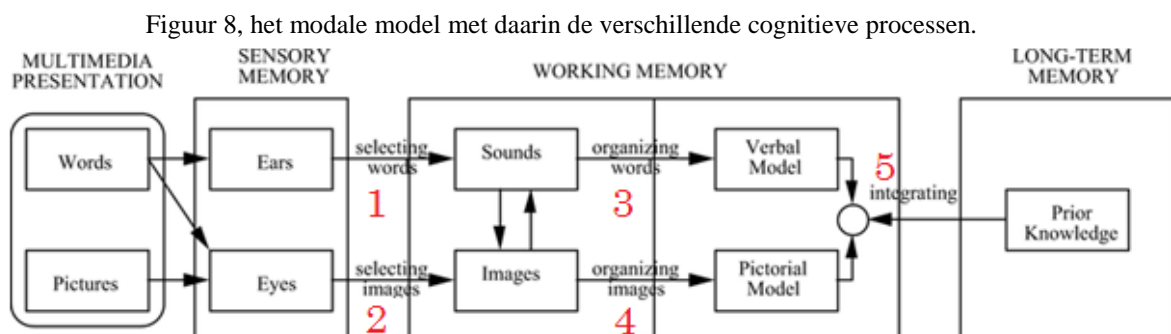 Figuur 8, het modale model met daarin de verschillende cognitieve processen.
MULTIMEDIA
PRESENTATION
SENSORY
MEMORY
WORKING MEMORY
LONG-TERM
MEMORY
Words
Ears
selecting
words
1
Sounds
organizing
words
3
Verbal
Model
5
integrating
Prior
Knowledge
Pictures
Eyes
selecting
images
2
Images
organizing
images
4
Pictorial
Model